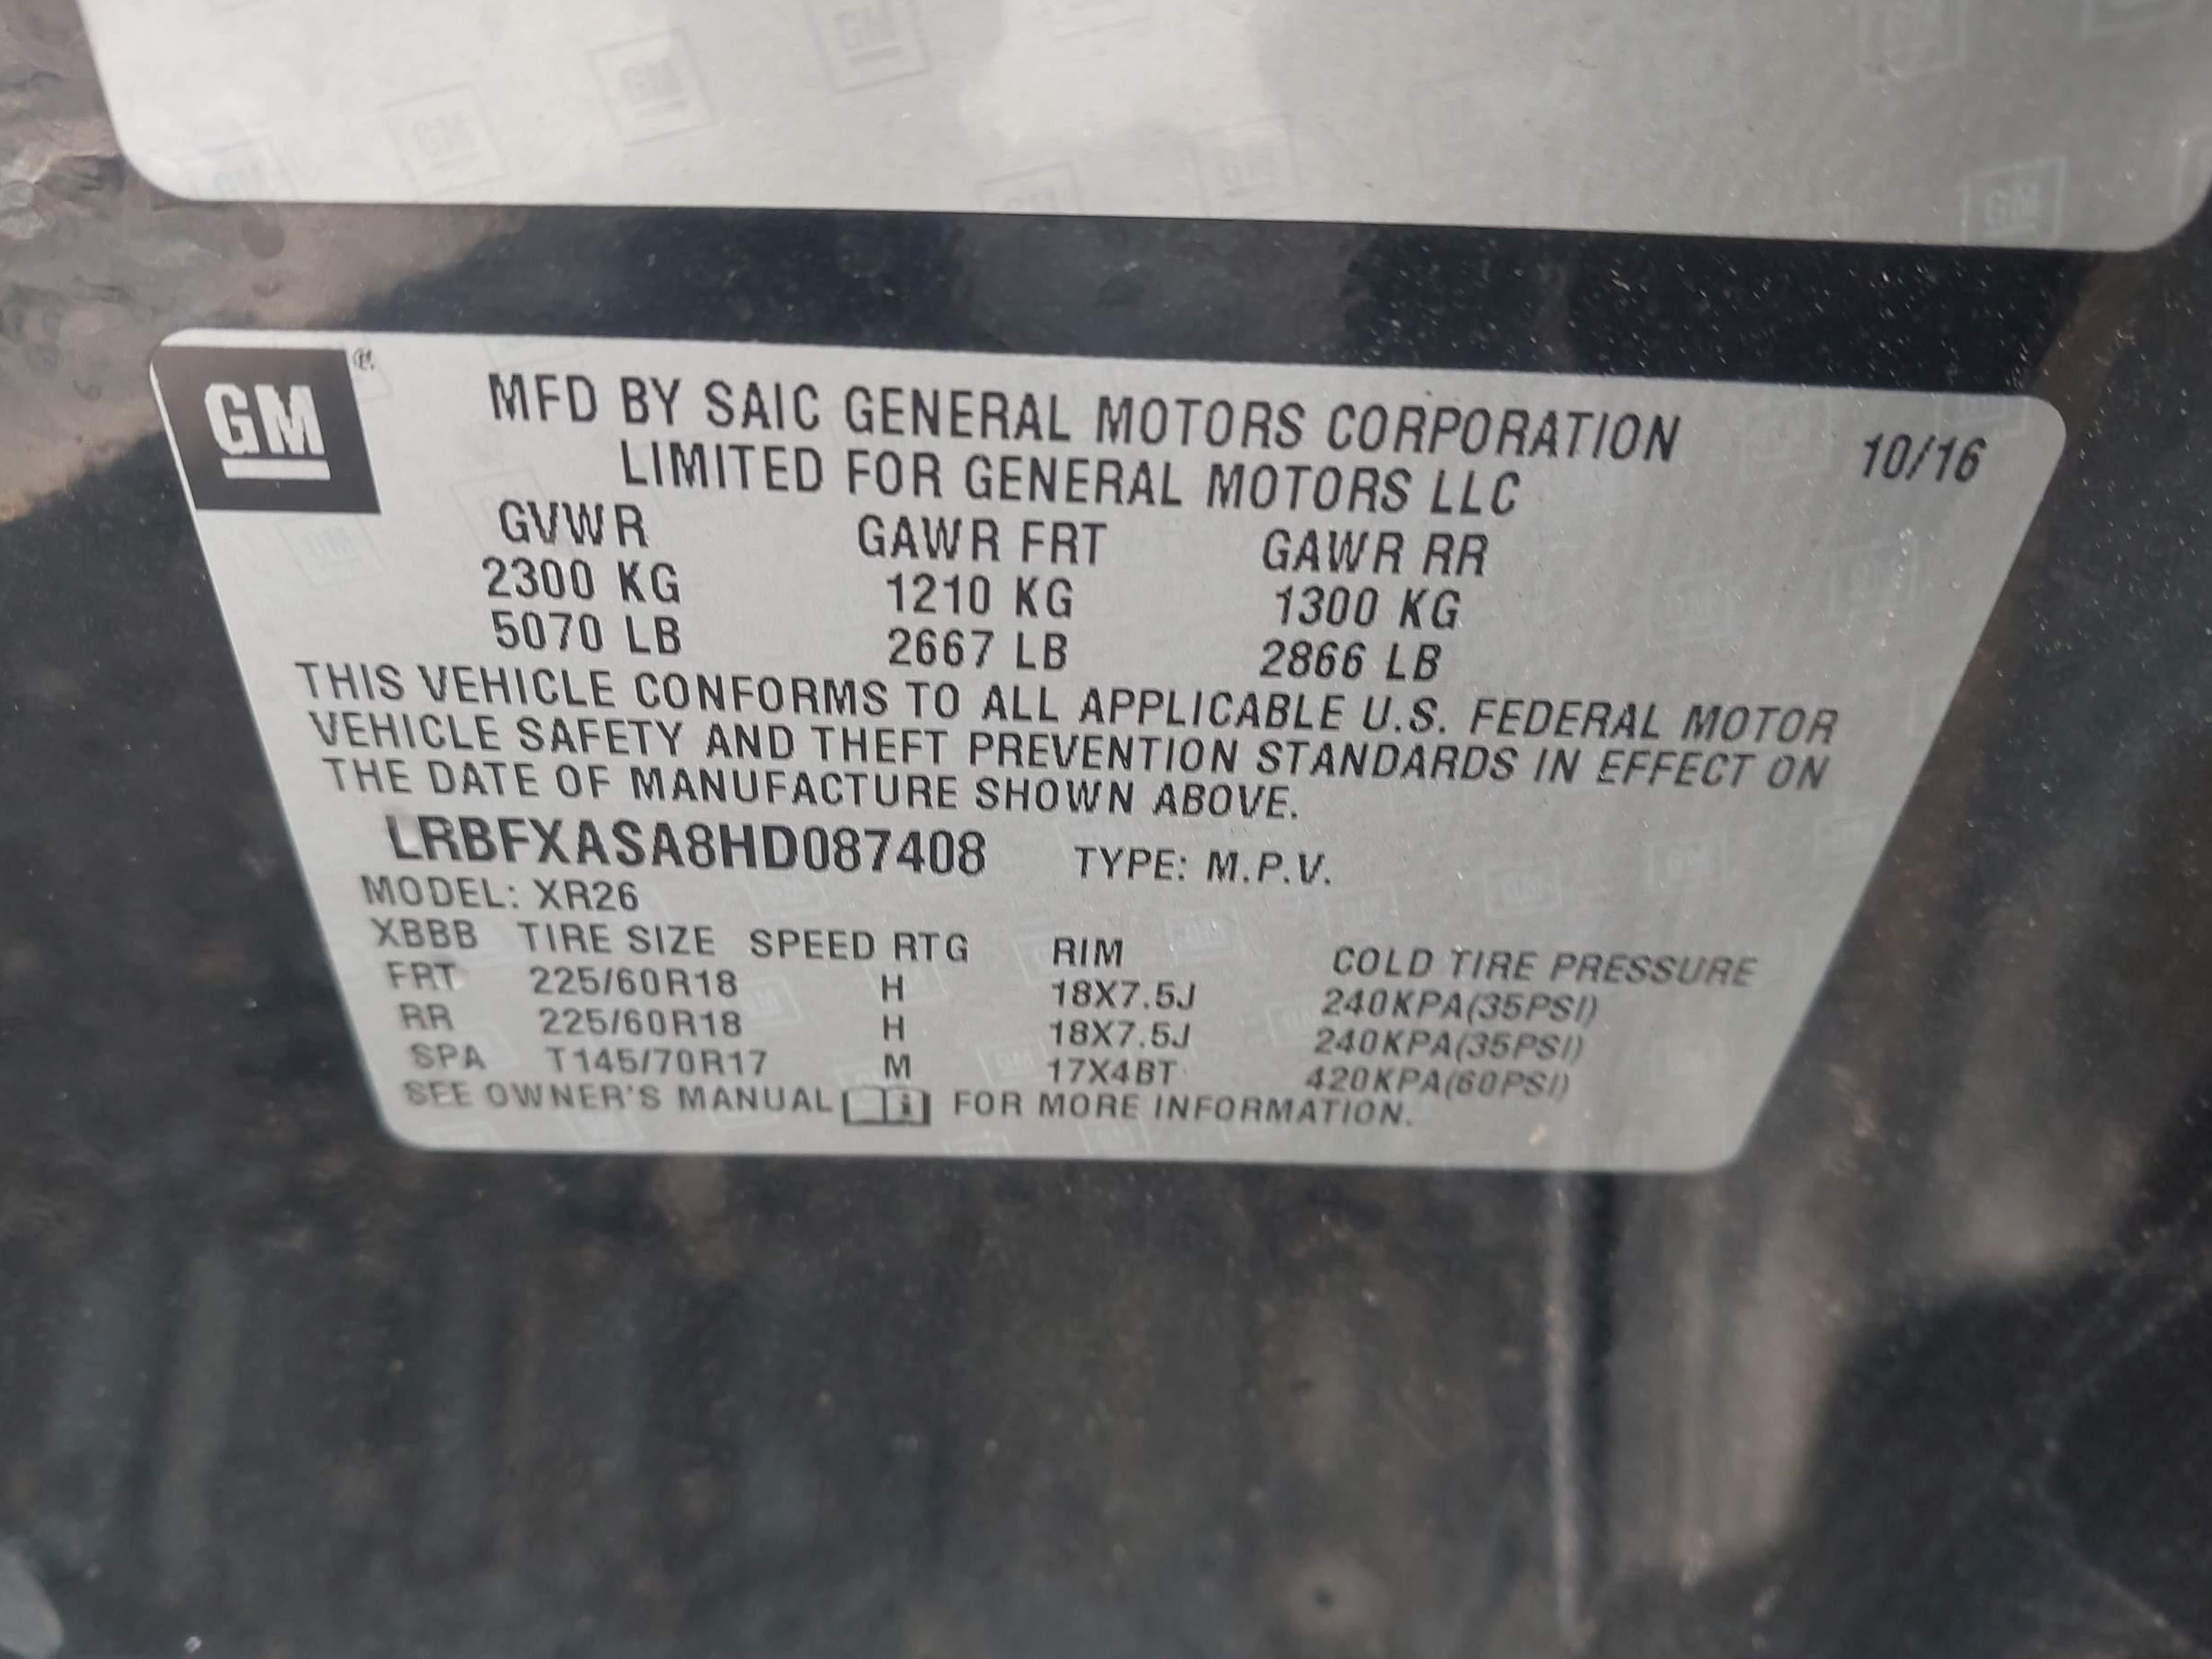 GM
MFD BY SAIC GENERAL MOTORS CORPORATION 10/16
LIMITED FOR GENERAL MOTORS LLC
GVWR GAWR FRT GAWR RR
2300 KG 1210 KG 1300 KG
5070 LB 2667 LB 2866 LB
THIS VEHICLE CONFORMS TO ALL APPLICABLE U.S. FEDERAL MOTOR
VEHICLE SAFETY AND THEFT PREVENTION STANDARDS IN EFFECT ON
THE DATE OF MANUFACTURE SHOWN ABOVE.
LRBFXASA8HD087408 TYPE: M.P.V.
MODEL: XR26
XBBB TIRE SIZE SPEED RTG RIM COLD TIRE PRESSURE
FRT 225/60R18 H 18X7.5J 240KPA(35PSI)
RR 225/60R18 H 18X7.5J 240KPA(35PSI)
SPA T145/70R17 M 17X4BT 420KPA(60PSI)
SEE OWNER'S MANUAL FOR MORE INFORMATION.